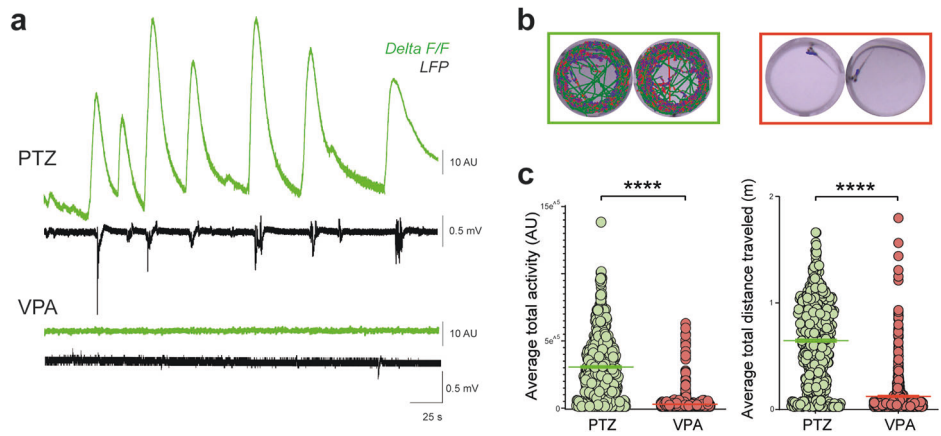 a
Delta F/F
LFP
PTZ
10 AU
0.5 mV
VPA
10 AU
0.5 mV
25 s
b
c
****
15e^5
5e^5
0
Average total activity (AU)
PTZ
VPA
****
2
1
0
Average total distance traveled (m)
PTZ
VPA